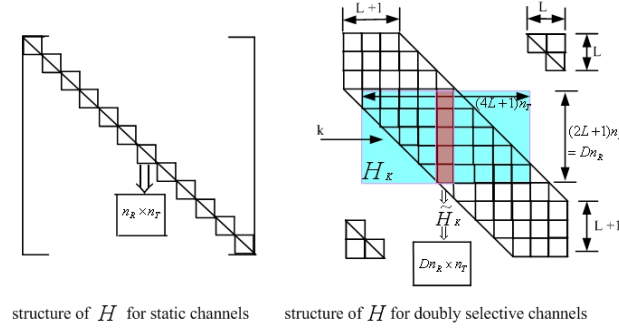 L +1
L
L
(4L+1)n_T
(2L+1)n
= Dn_R
k
H_K
H̃_K
L +1
n_R × n_T
Dn_R × n_T
structure of H for static channels
structure of H for doubly selective channels